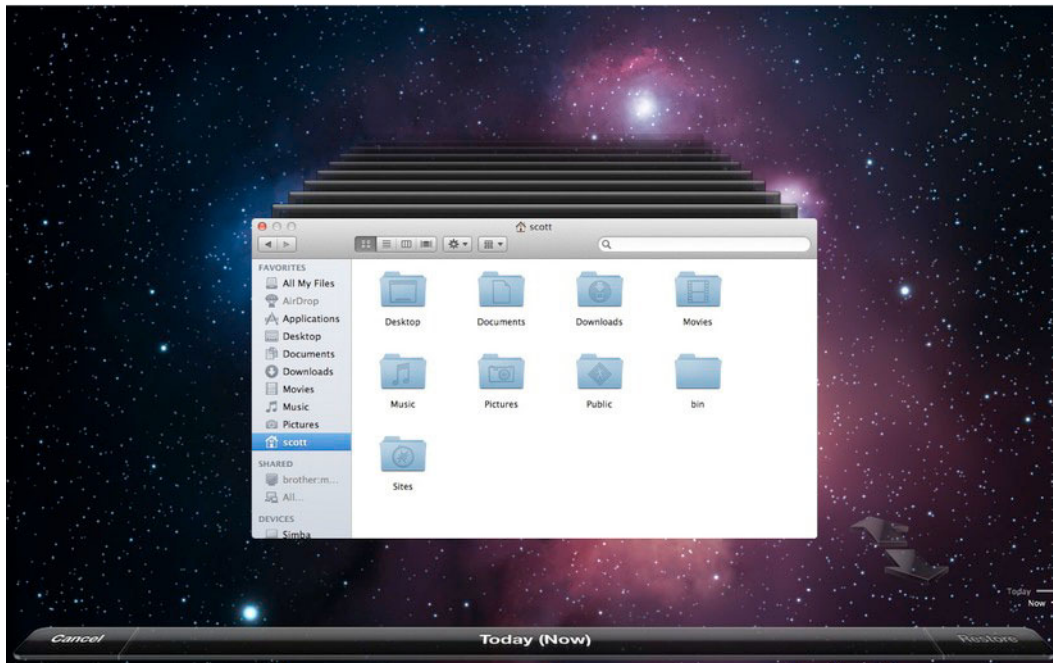 scott
FAVORITES
All My Files
AirDrop
Applications
Desktop
Documents
Downloads
Movies
Music
Pictures
scott
SHARED
brother:m...
All...
DEVICES
Simba
Desktop Documents Downloads Movies
Music Pictures Public bin
Sites
Today
Now
Cancel Today (Now) Restore